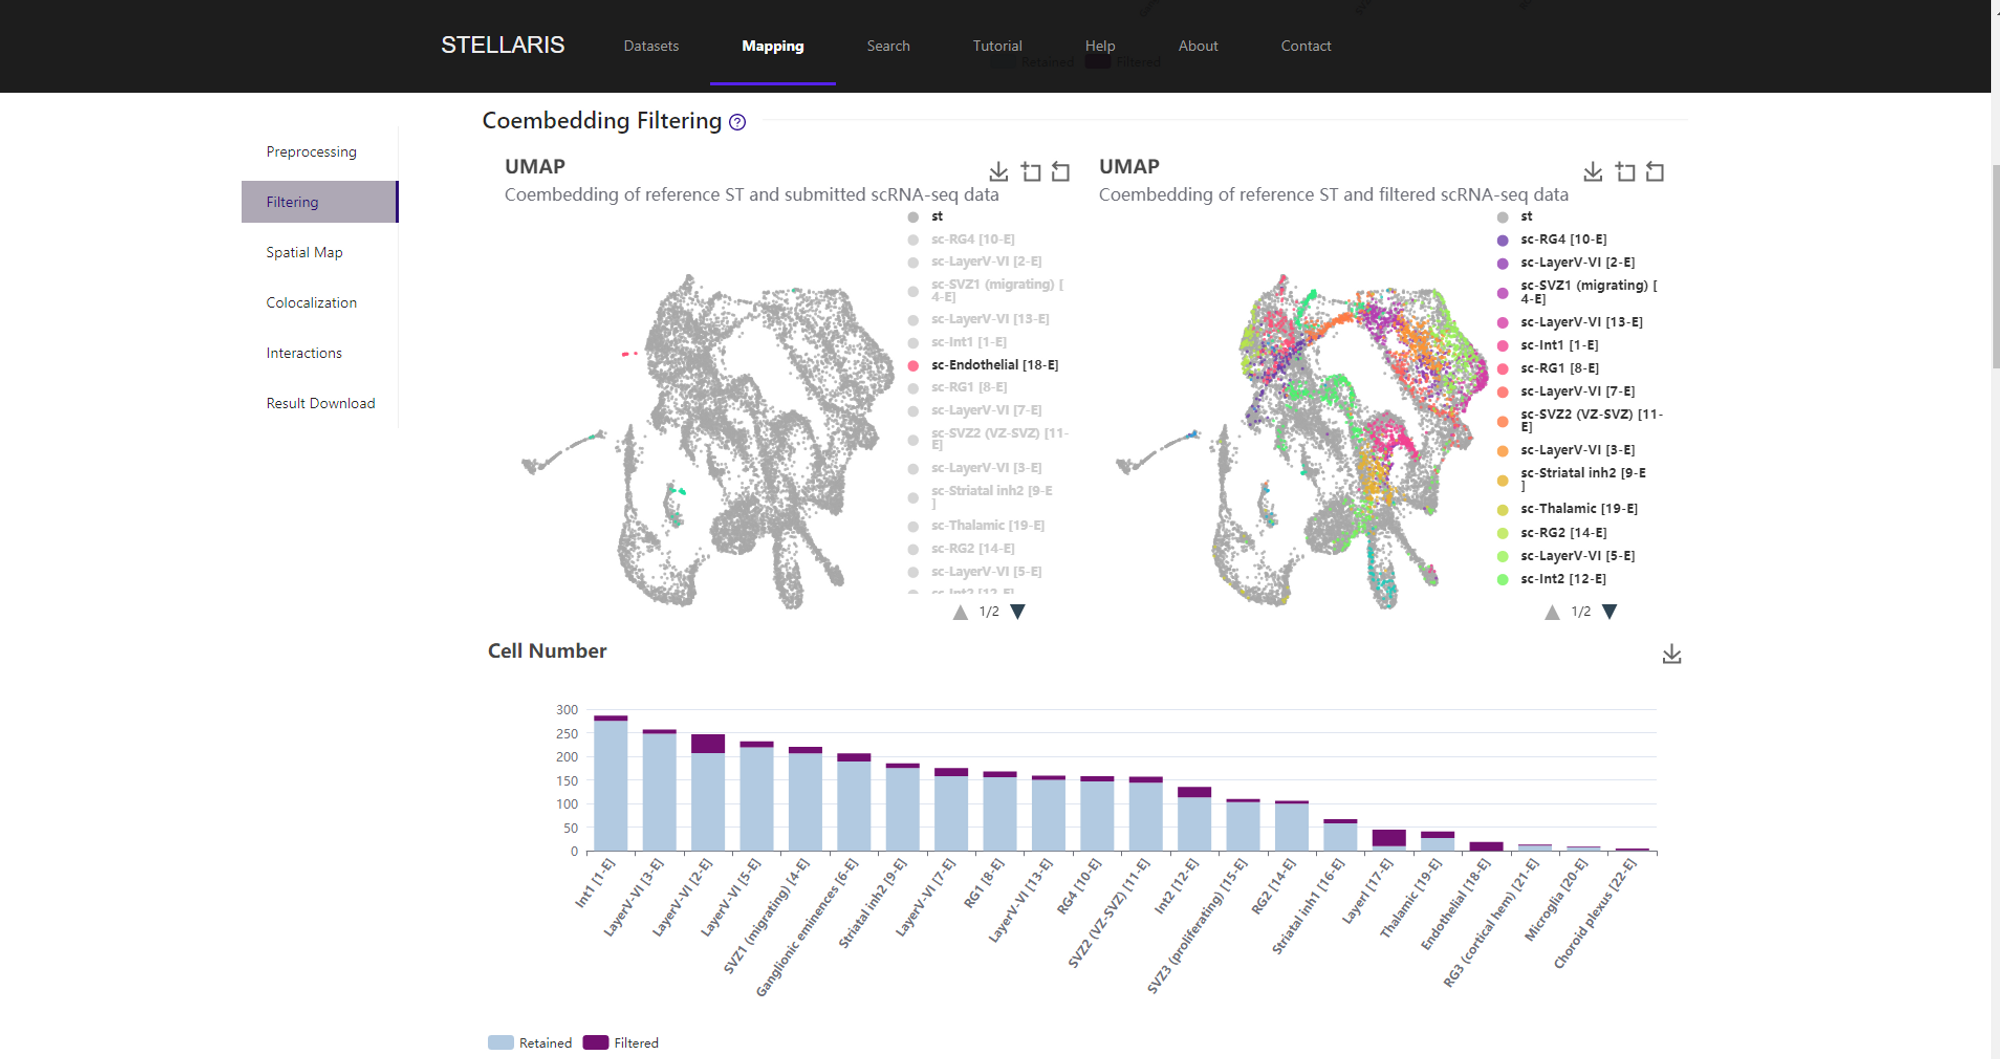 STELLARIS
Datasets
Mapping
Search
Tutorial
Help
About
Contact
Retained
Filtered
Preprocessing
Filtering
Spatial Map
Colocalization
Interactions
Result Download
Coembedding Filtering ?
UMAP
Coembedding of reference ST and submitted scRNA-seq data
st
sc-RG4 [10-E]
sc-LayerV-VI [2-E]
sc-SVZ1 (migrating) [
4-E]
sc-LayerV-VI [13-E]
sc-Int1 [1-E]
sc-Endothelial [18-E]
sc-RG1 [8-E]
sc-LayerV-VI [7-E]
sc-SVZ2 (VZ-SVZ) [11-
E]
sc-LayerV-VI [3-E]
sc-Striatal inh2 [9-E
]
sc-Thalamic [19-E]
sc-RG2 [14-E]
sc-LayerV-VI [5-E]
sc-Int2 [12-E]
1/2
UMAP
Coembedding of reference ST and filtered scRNA-seq data
st
sc-RG4 [10-E]
sc-LayerV-VI [2-E]
sc-SVZ1 (migrating) [
4-E]
sc-LayerV-VI [13-E]
sc-Int1 [1-E]
sc-RG1 [8-E]
sc-LayerV-VI [7-E]
sc-SVZ2 (VZ-SVZ) [11-
E]
sc-LayerV-VI [3-E]
sc-Striatal inh2 [9-E
]
sc-Thalamic [19-E]
sc-RG2 [14-E]
sc-LayerV-VI [5-E]
sc-Int2 [12-E]
1/2
Cell Number
300
250
200
150
100
50
0
Int1 [1-E]
LayerV-VI [3-E]
LayerV-VI [2-E]
LayerV-VI [5-E]
SVZ1 (migrating) [4-E]
Ganglionic eminences [6-E]
Striatal inh2 [9-E]
LayerV-VI [7-E]
RG1 [8-E]
LayerV-VI [13-E]
RG4 [10-E]
SVZ2 (VZ-SVZ) [11-E]
Int2 [12-E]
SVZ3 (proliferating) [15-E]
RG2 [14-E]
Striatal inh1 [16-E]
LayerI [17-E]
Thalamic [19-E]
Endothelial [18-E]
RG3 (cortical hem) [21-E]
Microglia [20-E]
Choroid plexus [22-E]
Retained
Filtered